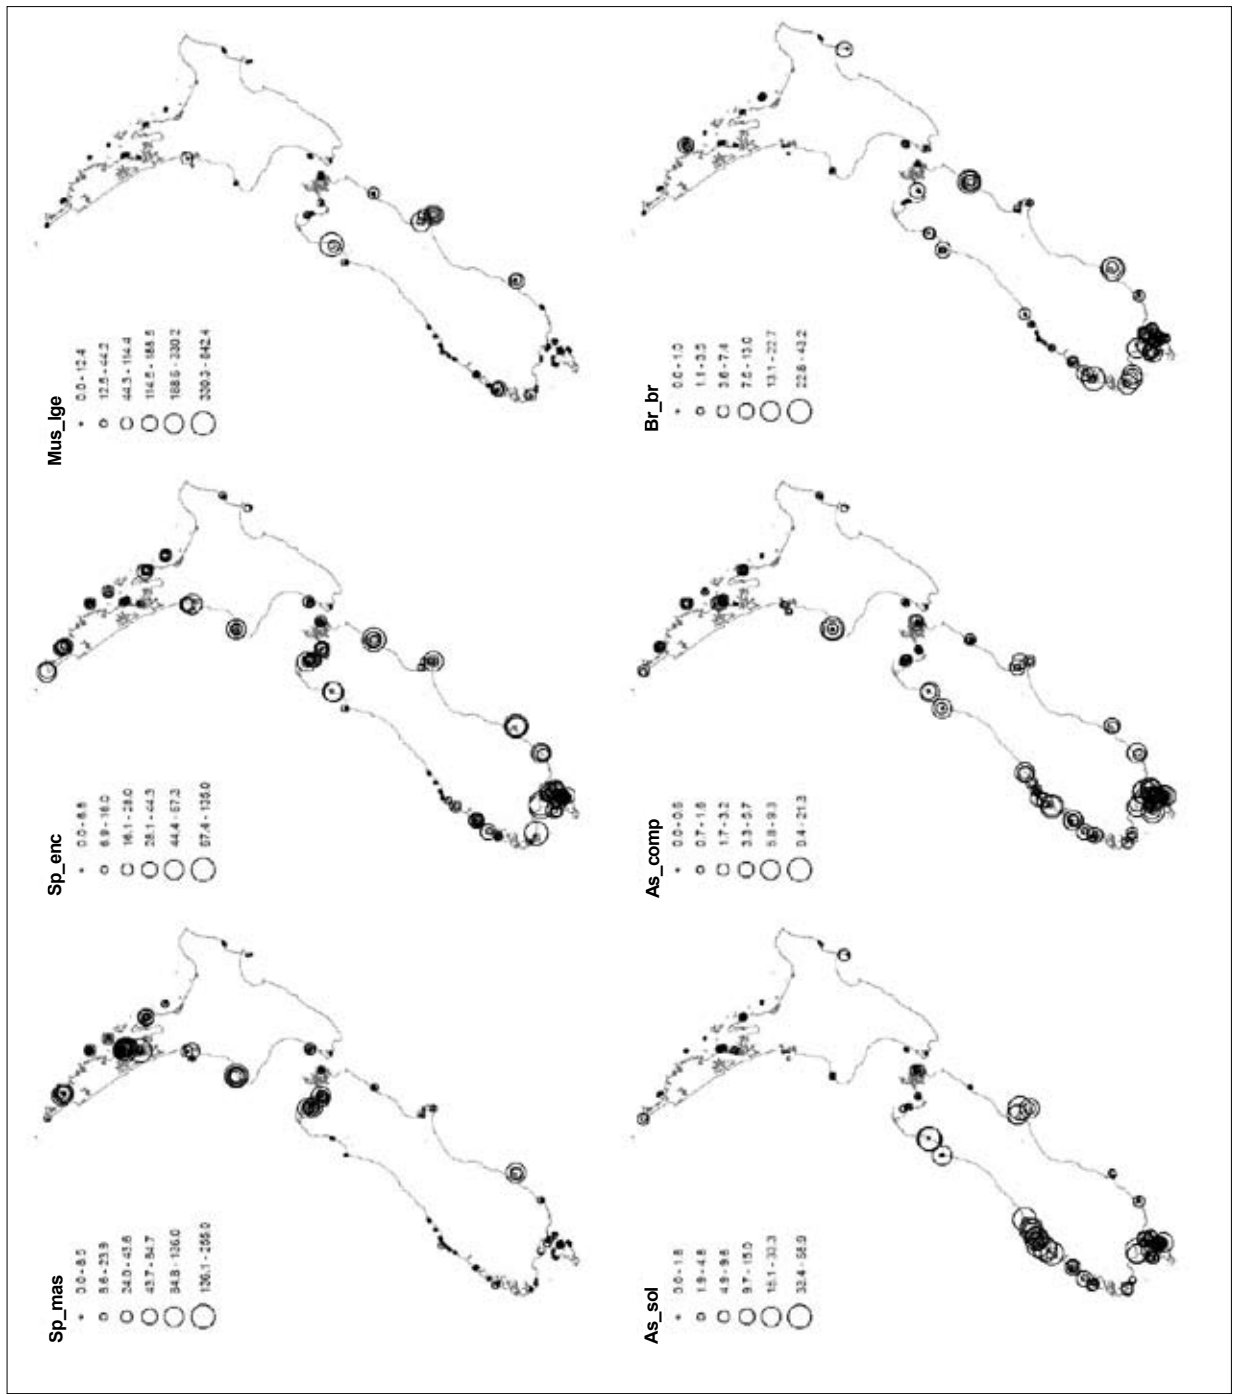 Sp_mas
0.0 - 8.5
8.6 - 23.9
24.0 - 43.6
43.7 - 84.7
84.8 - 136.0
136.1 - 255.0
Sp_enc
0.0 - 6.8
6.9 - 16.0
16.1 - 28.0
28.1 - 44.3
44.4 - 67.3
67.4 - 135.0
Mus_lge
0.0 - 12.4
12.5 - 44.2
44.3 - 114.4
114.5 - 188.5
188.6 - 330.2
330.3 - 842.4
As_sol
0.0 - 1.8
1.9 - 4.8
4.9 - 9.6
9.7 - 15.0
15.1 - 33.3
33.4 - 58.9
As_comp
0.0 - 0.6
0.7 - 1.6
1.7 - 3.2
3.3 - 5.7
5.8 - 9.3
9.4 - 21.3
Br_br
0.0 - 1.0
1.1 - 3.5
3.6 - 7.4
7.5 - 13.0
13.1 - 22.7
22.8 - 43.2